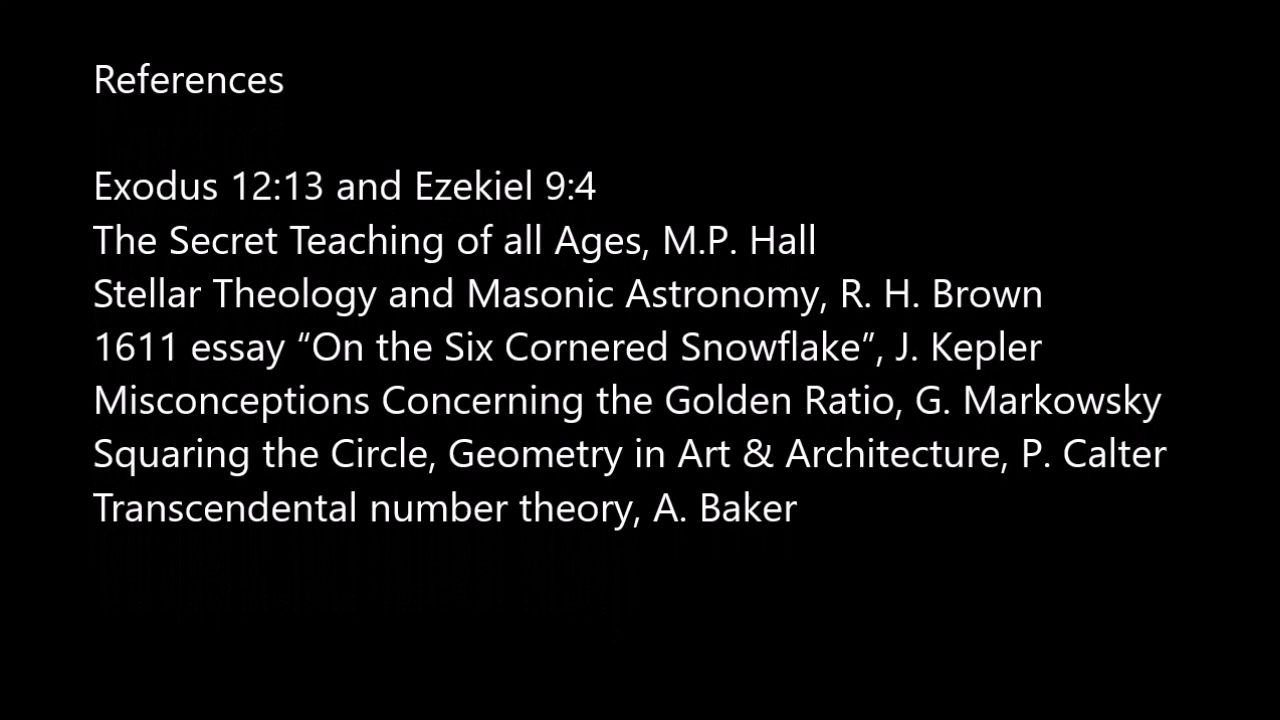 References
Exodus 12:13 and Ezekiel 9:4
The Secret Teaching of all Ages, M.P. Hall
Stellar Theology and Masonic Astronomy, R. H. Brown
1611 essay “On the Six Cornered Snowflake”, J. Kepler
Misconceptions Concerning the Golden Ratio, G. Markowsky
Squaring the Circle, Geometry in Art & Architecture, P. Calter
Transcendental number theory, A. Baker